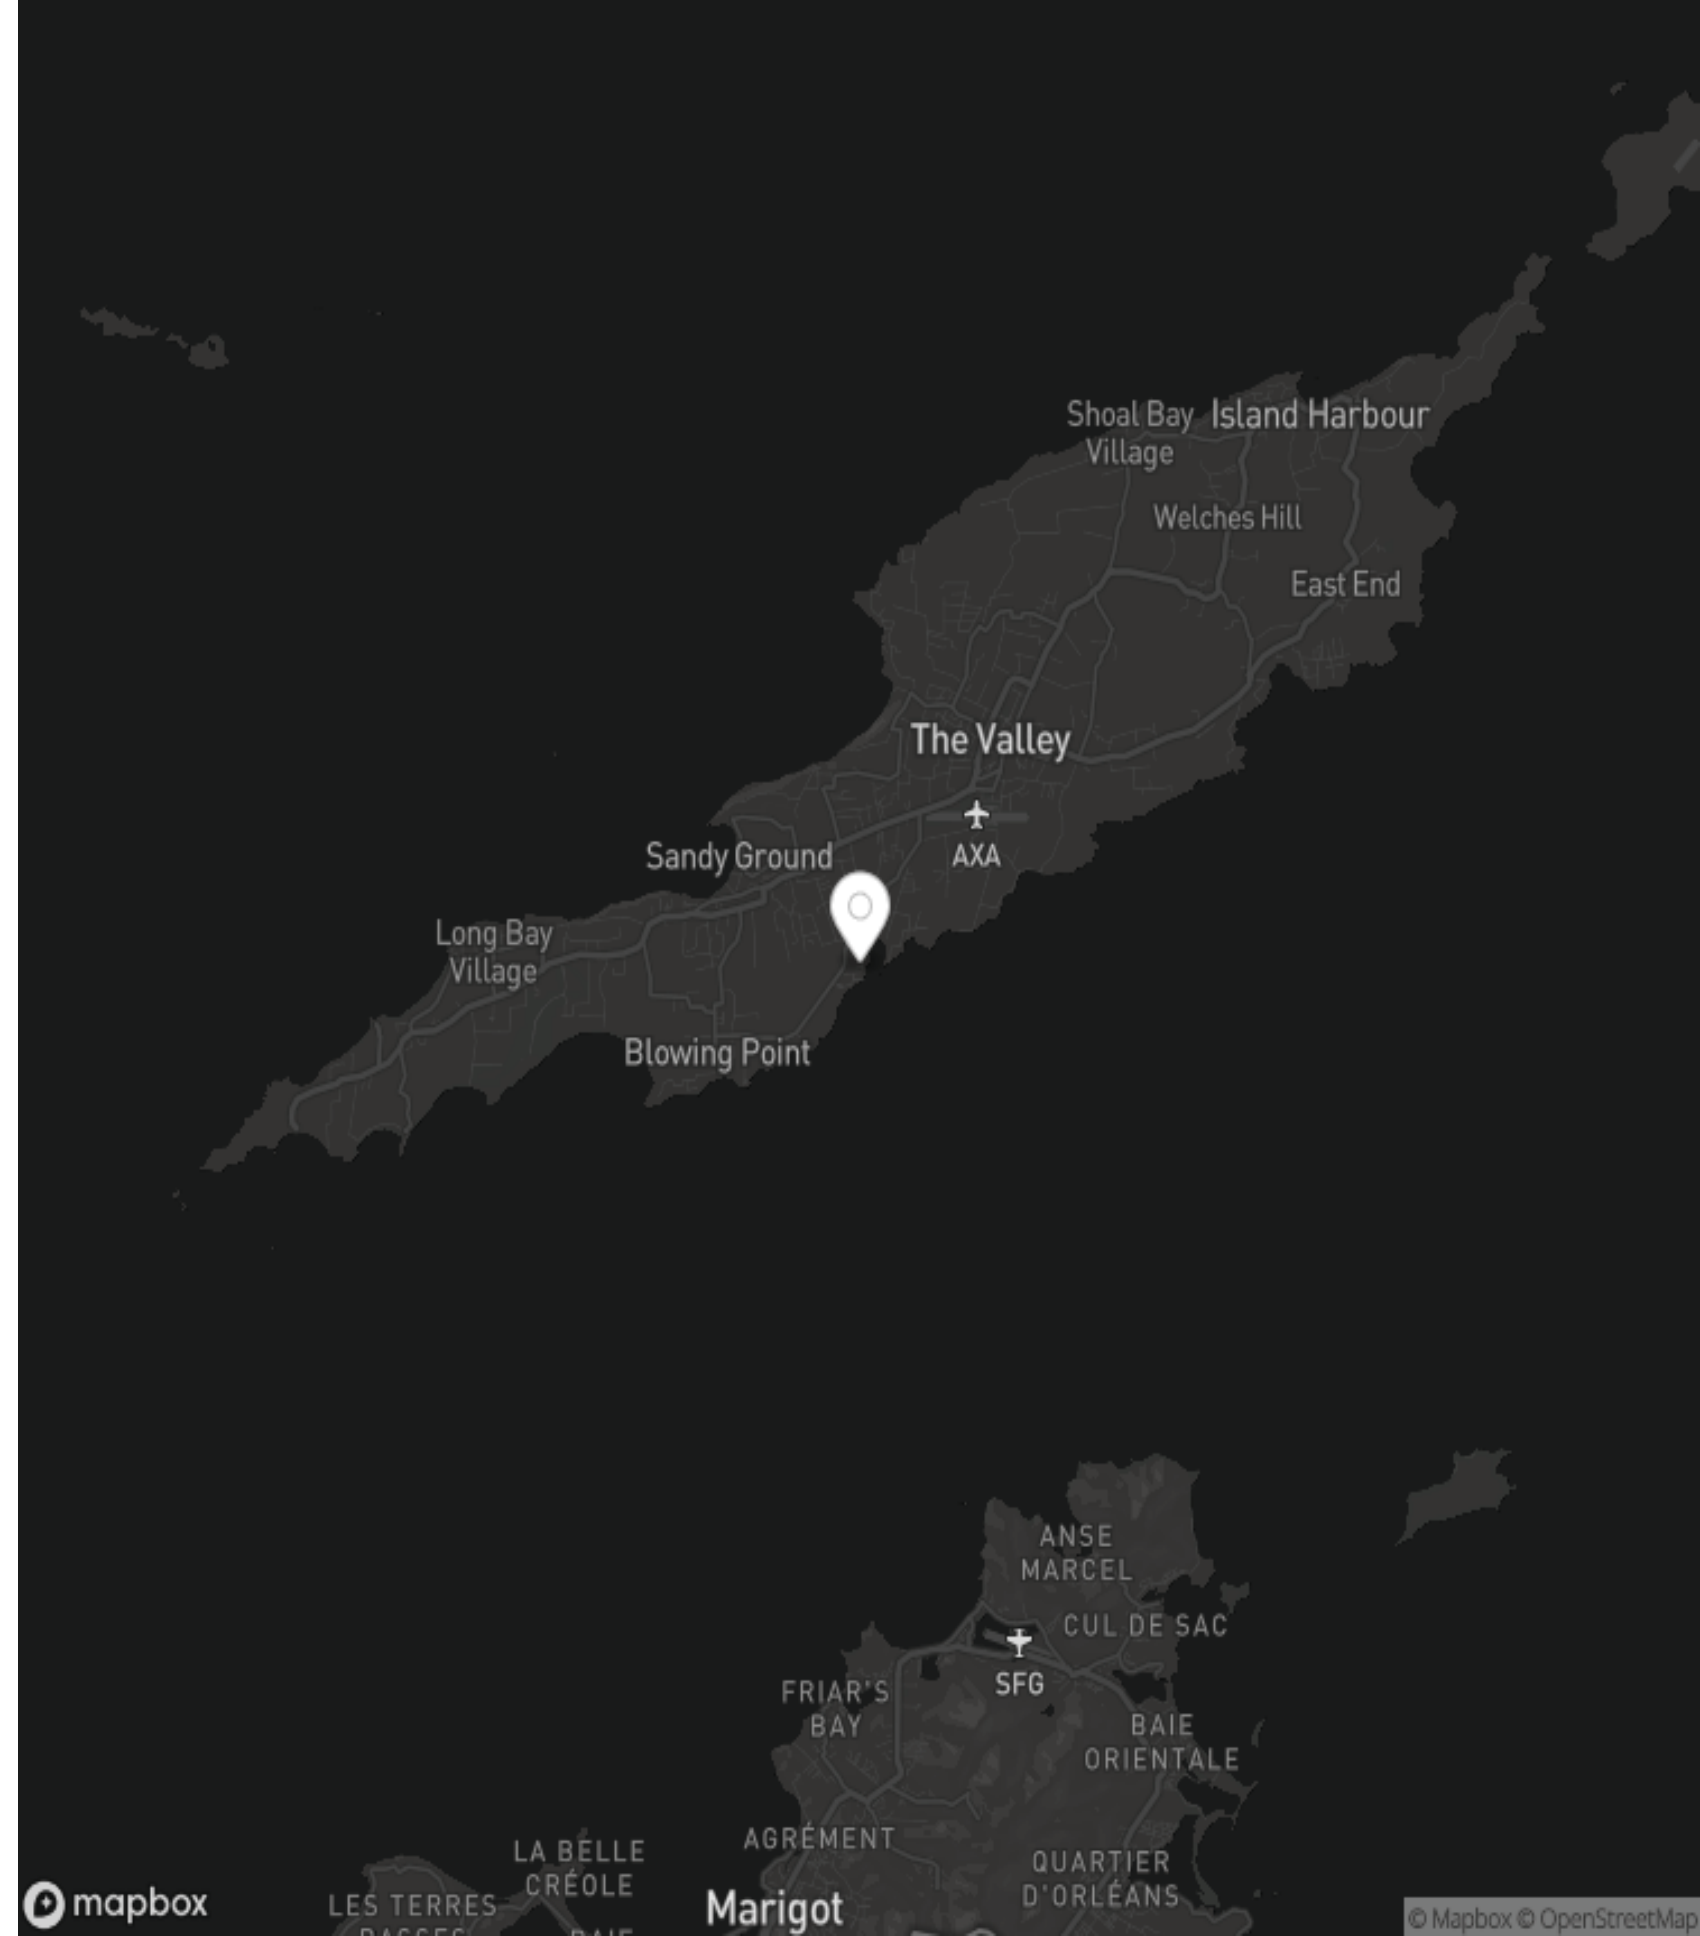 Shoal Bay
Village
Island Harbour
Welches Hill
East End
The Valley
AXA
Sandy Ground
Long Bay
Village
Blowing Point
ANSE
MARCEL
CUL DE SAC
SFG
FRIAR'S
BAY
BAIE
ORIENTALE
AGRÉMENT
LA BELLE
CRÉOLE
QUARTIER
D'ORLÉANS
LES TERRES
BASSES
BAIE
Marigot
mapbox
© Mapbox © OpenStreetMap